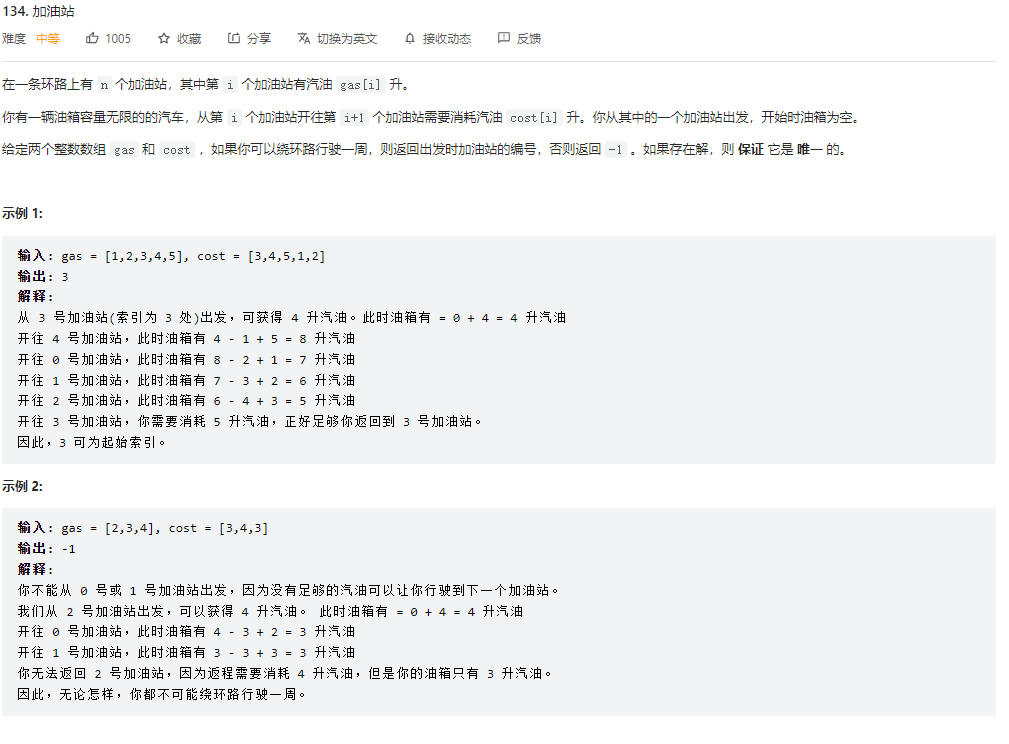 134. 加油站
难度 中等 1005 收藏 分享 切换为英文 接收动态 反馈
在一条环路上有 n 个加油站，其中第 i 个加油站有汽油 gas[i] 升。
你有一辆油箱容量无限的的汽车，从第 i 个加油站开往第 i+1 个加油站需要消耗汽油 cost[i] 升。你从其中的一个加油站出发，开始时油箱为空。
给定两个整数数组 gas 和 cost ，如果你可以绕环路行驶一周，则返回出发时加油站的编号，否则返回 -1 。如果存在解，则 保证 它是 唯一 的。
示例 1:
输入: gas = [1,2,3,4,5], cost = [3,4,5,1,2]
输出: 3
解释:
从 3 号加油站(索引为 3 处)出发，可获得 4 升汽油。此时油箱有 = 0 + 4 = 4 升汽油
开往 4 号加油站，此时油箱有 4 - 1 + 5 = 8 升汽油
开往 0 号加油站，此时油箱有 8 - 2 + 1 = 7 升汽油
开往 1 号加油站，此时油箱有 7 - 3 + 2 = 6 升汽油
开往 2 号加油站，此时油箱有 6 - 4 + 3 = 5 升汽油
开往 3 号加油站，你需要消耗 5 升汽油，正好足够你返回到 3 号加油站。
因此，3 可为起始索引。
示例 2:
输入: gas = [2,3,4], cost = [3,4,3]
输出: -1
解释:
你不能从 0 号或 1 号加油站出发，因为没有足够的汽油可以让你行驶到下一个加油站。
我们从 2 号加油站出发，可以获得 4 升汽油。 此时油箱有 = 0 + 4 = 4 升汽油
开往 0 号加油站，此时油箱有 4 - 3 + 2 = 3 升汽油
开往 1 号加油站，此时油箱有 3 - 3 + 3 = 3 升汽油
你无法返回 2 号加油站，因为返程需要消耗 4 升汽油，但是你的油箱只有 3 升汽油。
因此，无论怎样，你都不可能绕环路行驶一周。